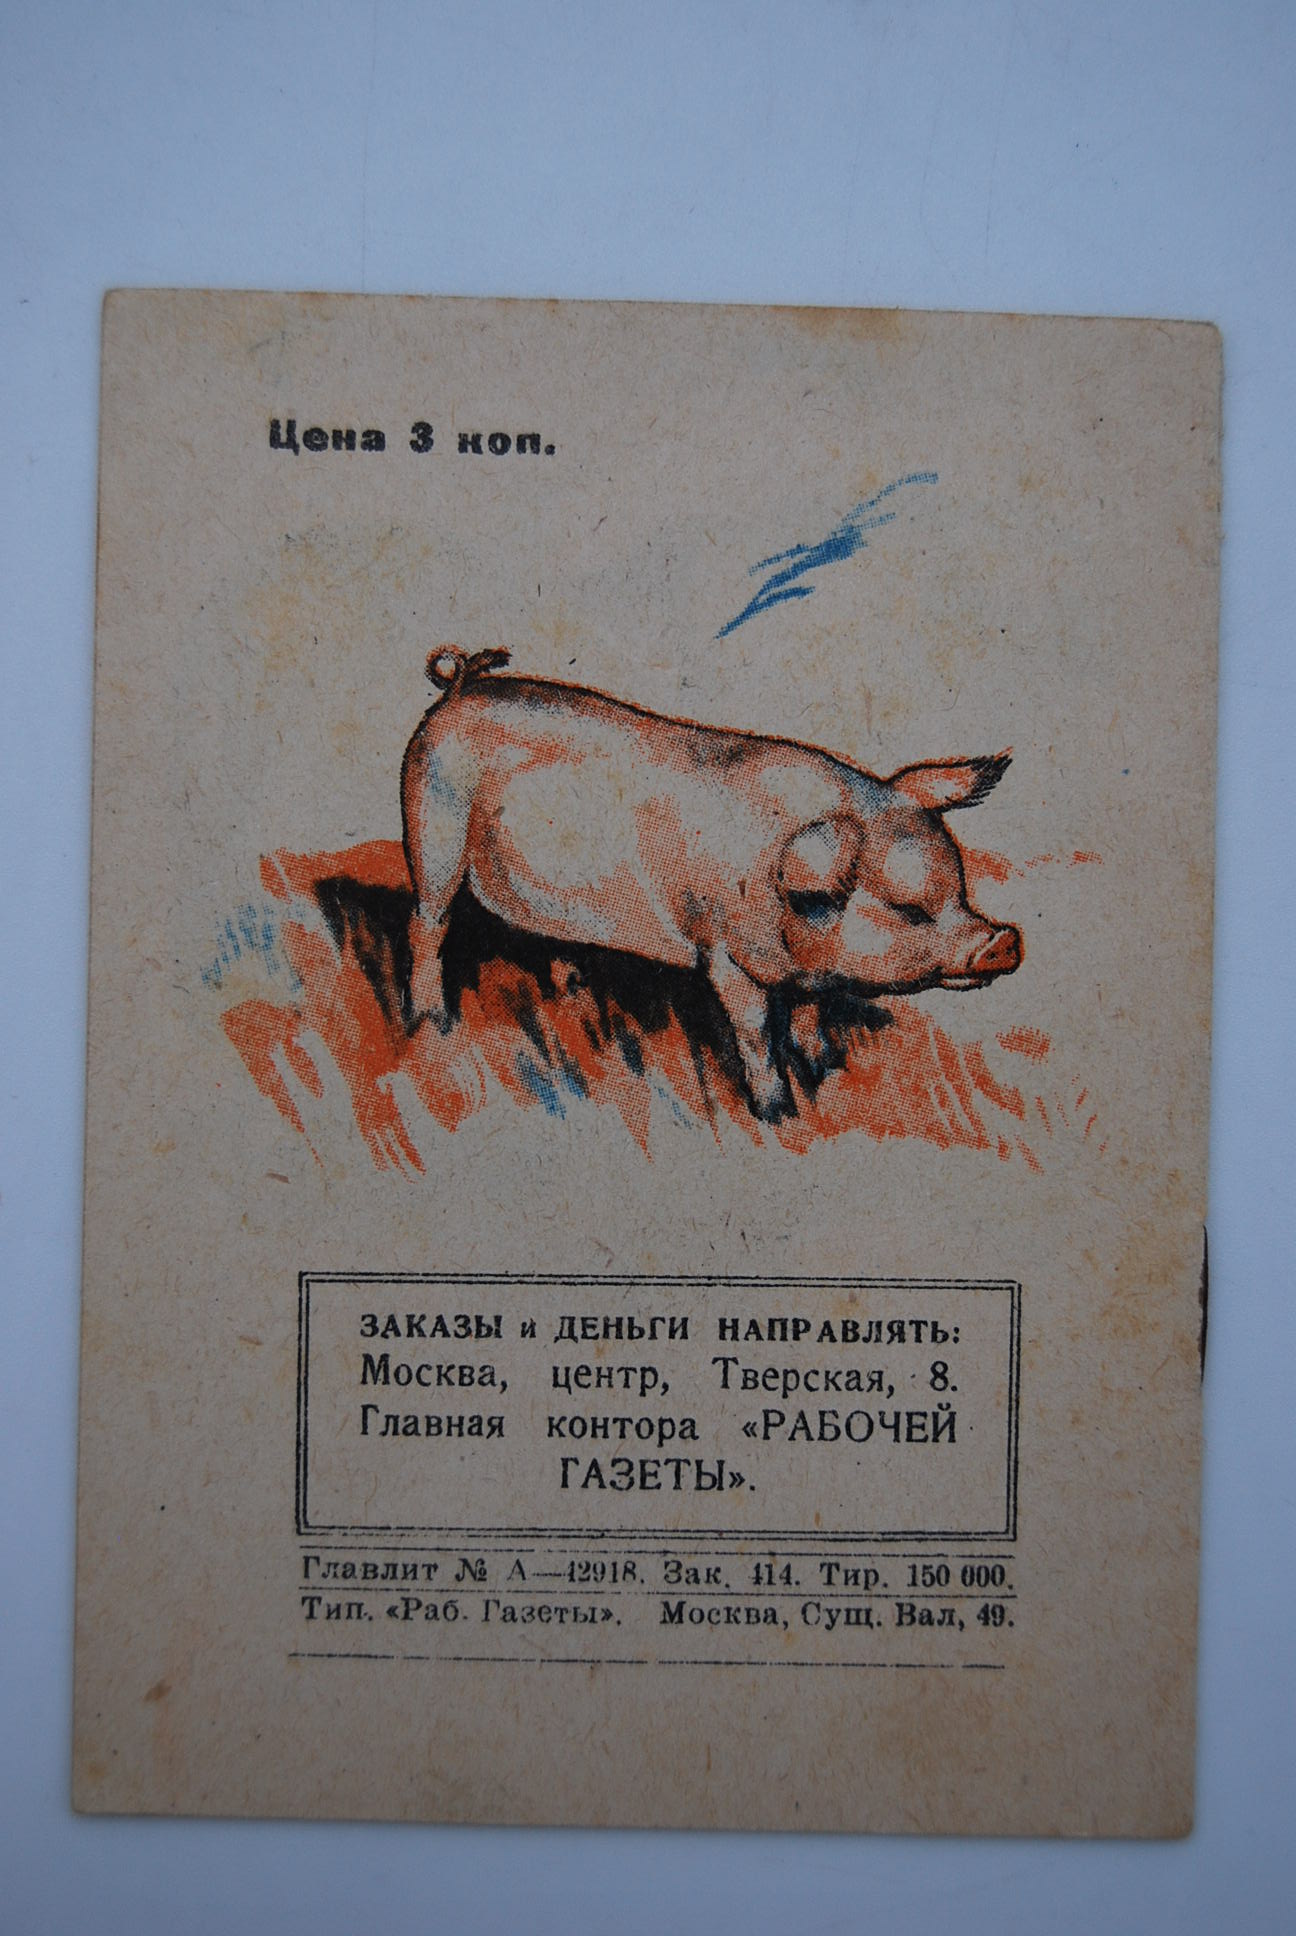 Цена 3 коп.
ЗАКАЗЫ и ДЕНЬГИ НАПРАВЛЯТЬ:
Москва, центр, Тверская, 8.
Главная контора «РАБОЧЕЙ
ГАЗЕТЫ».
Главлит № А—42918. Зак. 414. Тир. 150 000.
Тип. «Раб. Газеты». Москва, Сущ. Вал, 49.